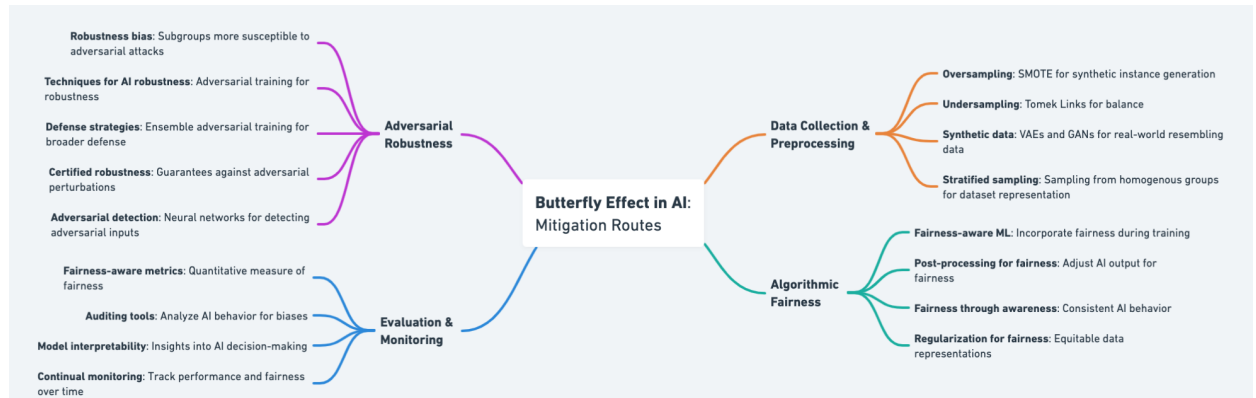 Butterfly Effect in AI:
Mitigation Routes
Adversarial
Robustness
Robustness bias: Subgroups more susceptible to
adversarial attacks
Techniques for AI robustness: Adversarial training for
robustness
Defense strategies: Ensemble adversarial training for
broader defense
Certified robustness: Guarantees against adversarial
perturbations
Adversarial detection: Neural networks for detecting
adversarial inputs
Evaluation &
Monitoring
Fairness-aware metrics: Quantitative measure of
fairness
Auditing tools: Analyze AI behavior for biases
Model interpretability: Insights into AI decision-making
Continual monitoring: Track performance and fairness
over time
Data Collection &
Preprocessing
Oversampling: SMOTE for synthetic instance generation
Undersampling: Tomek Links for balance
Synthetic data: VAEs and GANs for real-world resembling
data
Stratified sampling: Sampling from homogenous groups
for dataset representation
Algorithmic
Fairness
Fairness-aware ML: Incorporate fairness during training
Post-processing for fairness: Adjust AI output for
fairness
Fairness through awareness: Consistent AI behavior
Regularization for fairness: Equitable data
representations